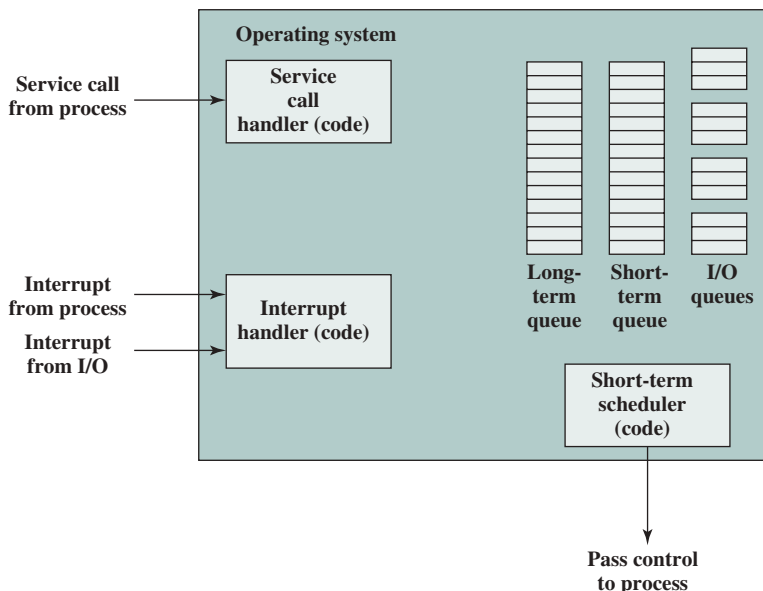 Operating system
Service call
from process
Service
call
handler (code)
Interrupt
from process
Interrupt
from I/O
Interrupt
handler (code)
Long-
term
queue
Short-
term
queue
I/O
queues
Short-term
scheduler
(code)
Pass control
to process